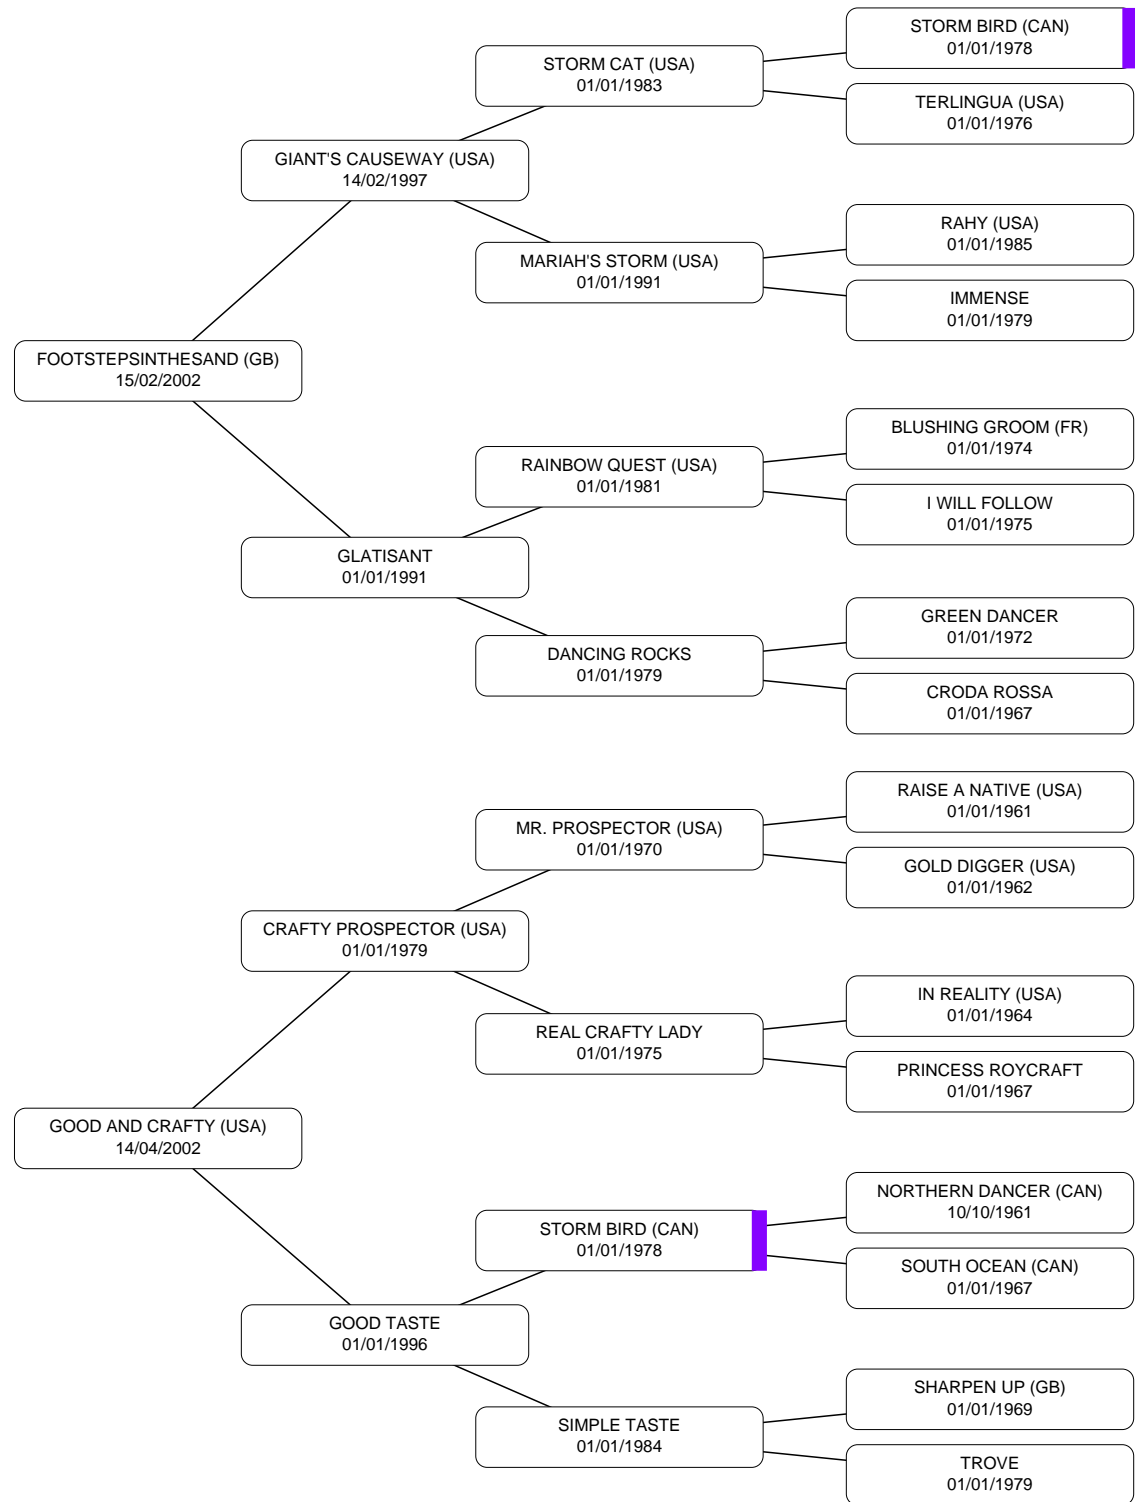 STORM BIRD (CAN)
01/01/1978
STORM CAT (USA)
01/01/1983
TERLINGUA (USA)
01/01/1976
GIANT'S CAUSEWAY (USA)
14/02/1997
RAHY (USA)
01/01/1985
MARIAH'S STORM (USA)
01/01/1991
IMMENSE
01/01/1979
FOOTSTEPSINTHESAND (GB)
15/02/2002
BLUSHING GROOM (FR)
01/01/1974
RAINBOW QUEST (USA)
01/01/1981
I WILL FOLLOW
01/01/1975
GLATISANT
01/01/1991
GREEN DANCER
01/01/1972
DANCING ROCKS
01/01/1979
CRODA ROSSA
01/01/1967
RAISE A NATIVE (USA)
01/01/1961
MR. PROSPECTOR (USA)
01/01/1970
GOLD DIGGER (USA)
01/01/1962
CRAFTY PROSPECTOR (USA)
01/01/1979
IN REALITY (USA)
01/01/1964
REAL CRAFTY LADY
01/01/1975
PRINCESS ROYCRAFT
01/01/1967
GOOD AND CRAFTY (USA)
14/04/2002
NORTHERN DANCER (CAN)
10/10/1961
STORM BIRD (CAN)
01/01/1978
SOUTH OCEAN (CAN)
01/01/1967
GOOD TASTE
01/01/1996
SHARPEN UP (GB)
01/01/1969
SIMPLE TASTE
01/01/1984
TROVE
01/01/1979